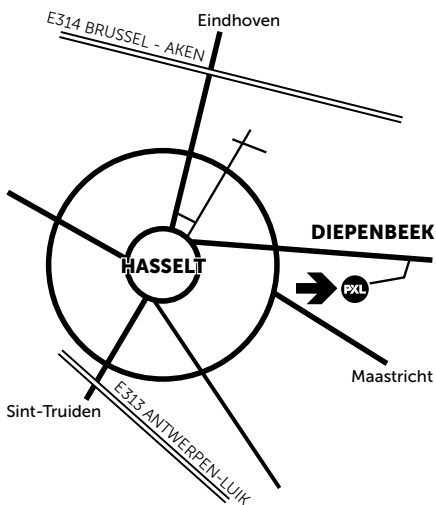 Eindhoven
E314 BRUSSEL - AKEN
DIEPENBEEK
HASSELT
PXL
Maastricht
Sint-Truiden
E313 ANTWERPEN-LUIK